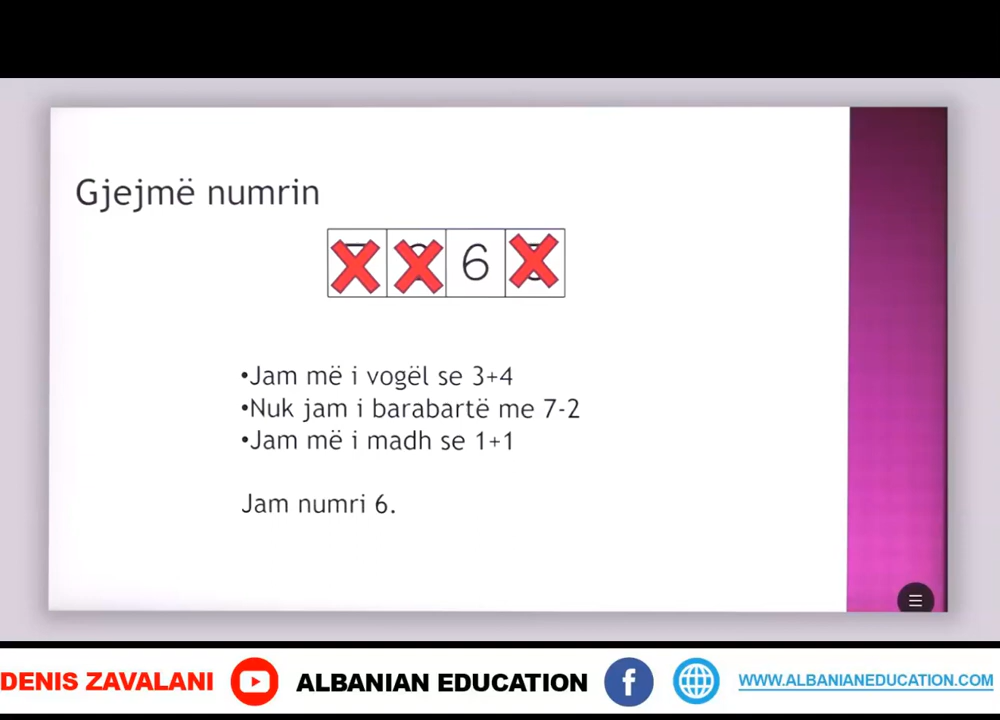 Gjejmë numrin
6
•Jam më i vogël se 3+4
•Nuk jam i barabartë me 7-2
•Jam më i madh se 1+1
Jam numri 6.
DENIS ZAVALANI ALBANIAN EDUCATION f WWW.ALBANIANEDUCATION.COM